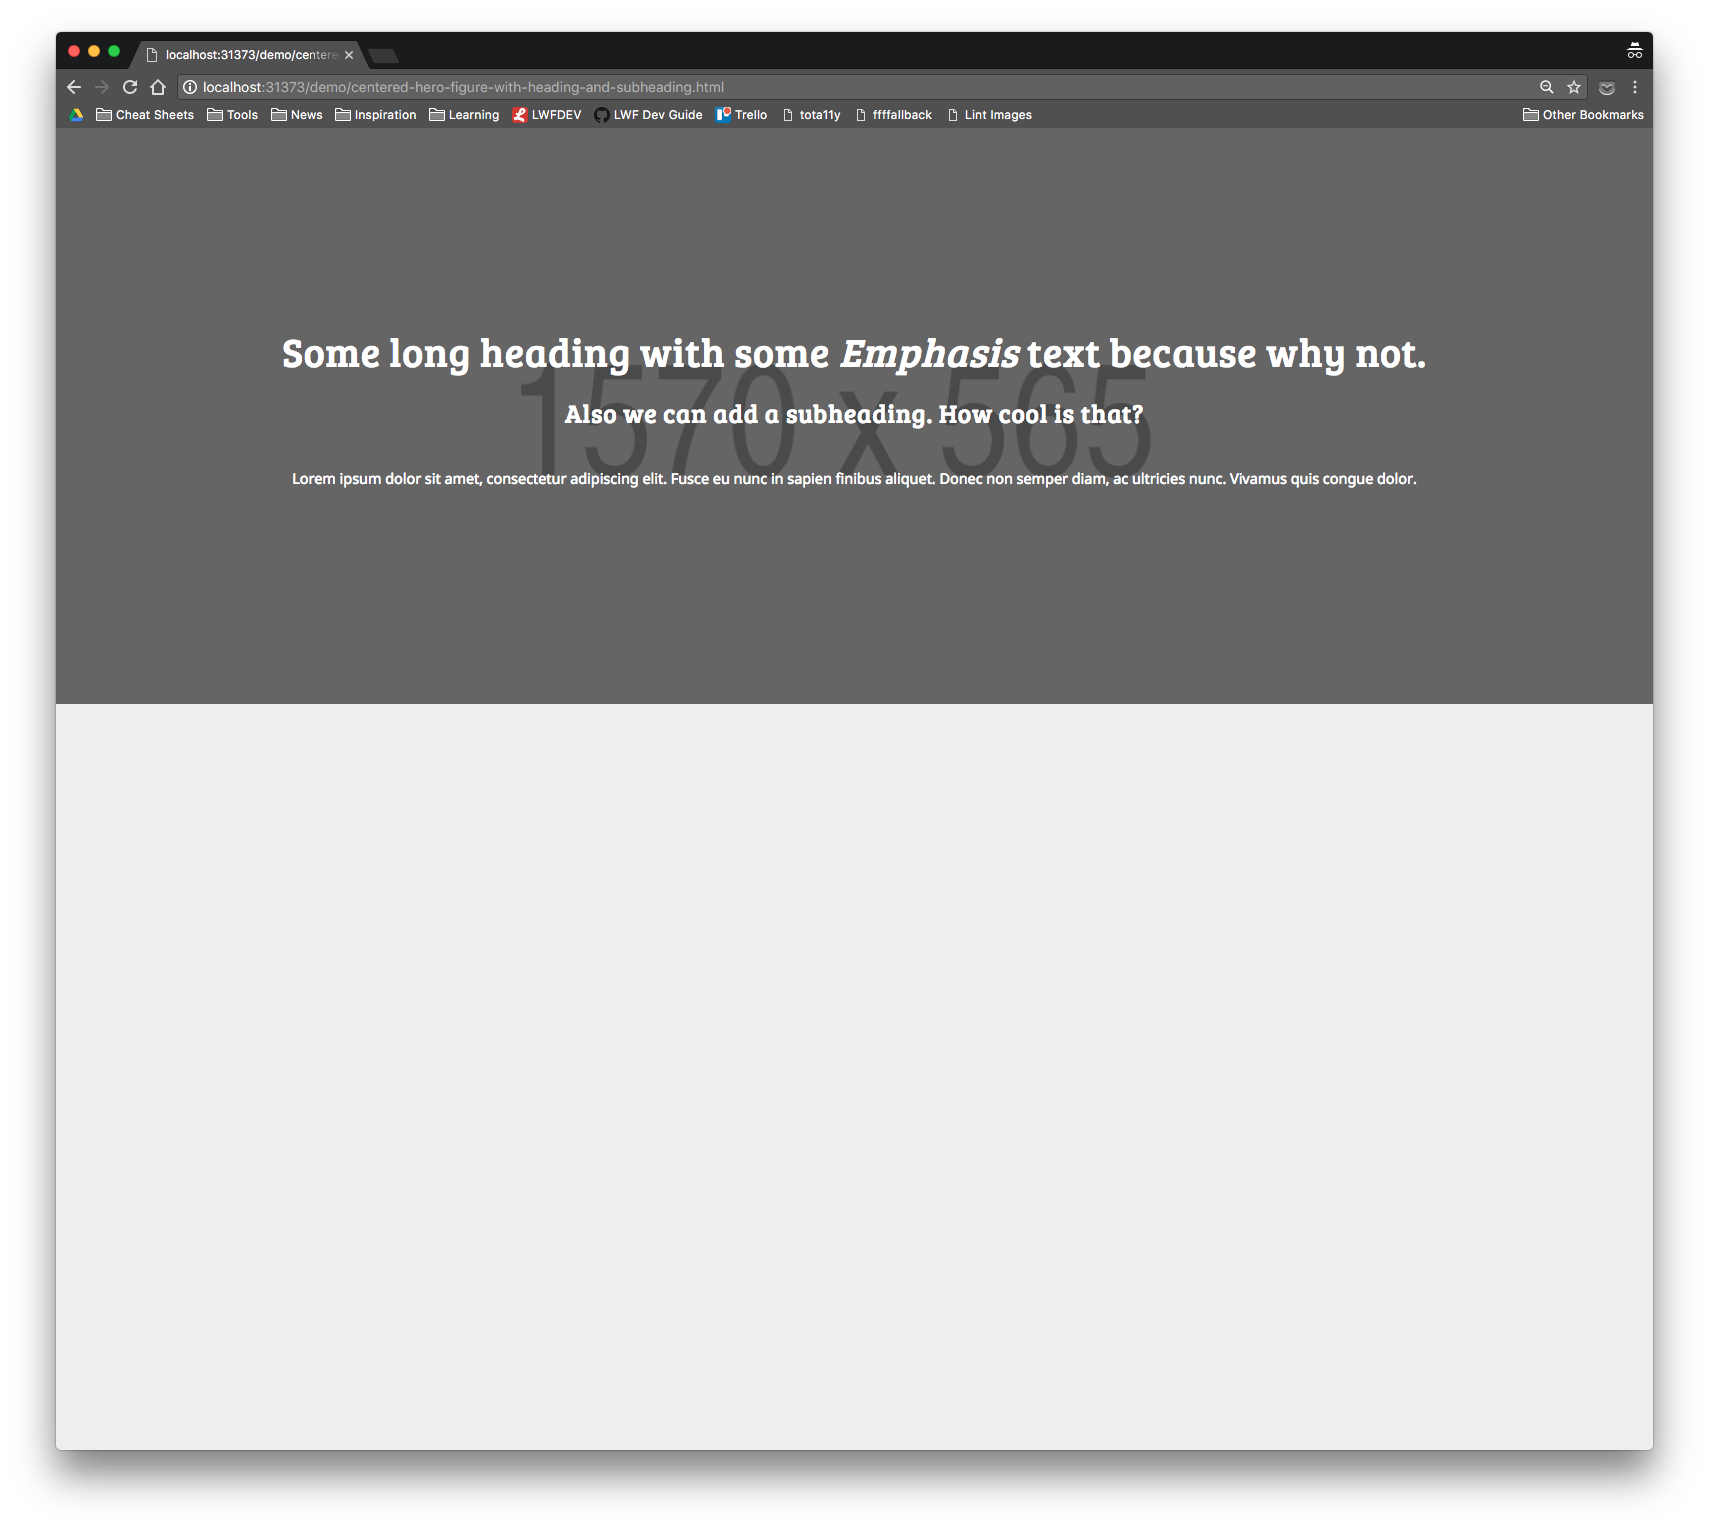 localhost:31373/demo/centere
localhost:31373/demo/centered-hero-figure-with-heading-and-subheading.html
Cheat Sheets Tools News Inspiration Learning LWFDEV LWF Dev Guide Trello tota11y ffffallback Lint Images Other Bookmarks
Some long heading with some Emphasis text because why not.
1570 x 565
Also we can add a subheading. How cool is that?
Lorem ipsum dolor sit amet, consectetur adipiscing elit. Fusce eu nunc in sapien finibus aliquet. Donec non semper diam, ac ultricies nunc. Vivamus quis congue dolor.